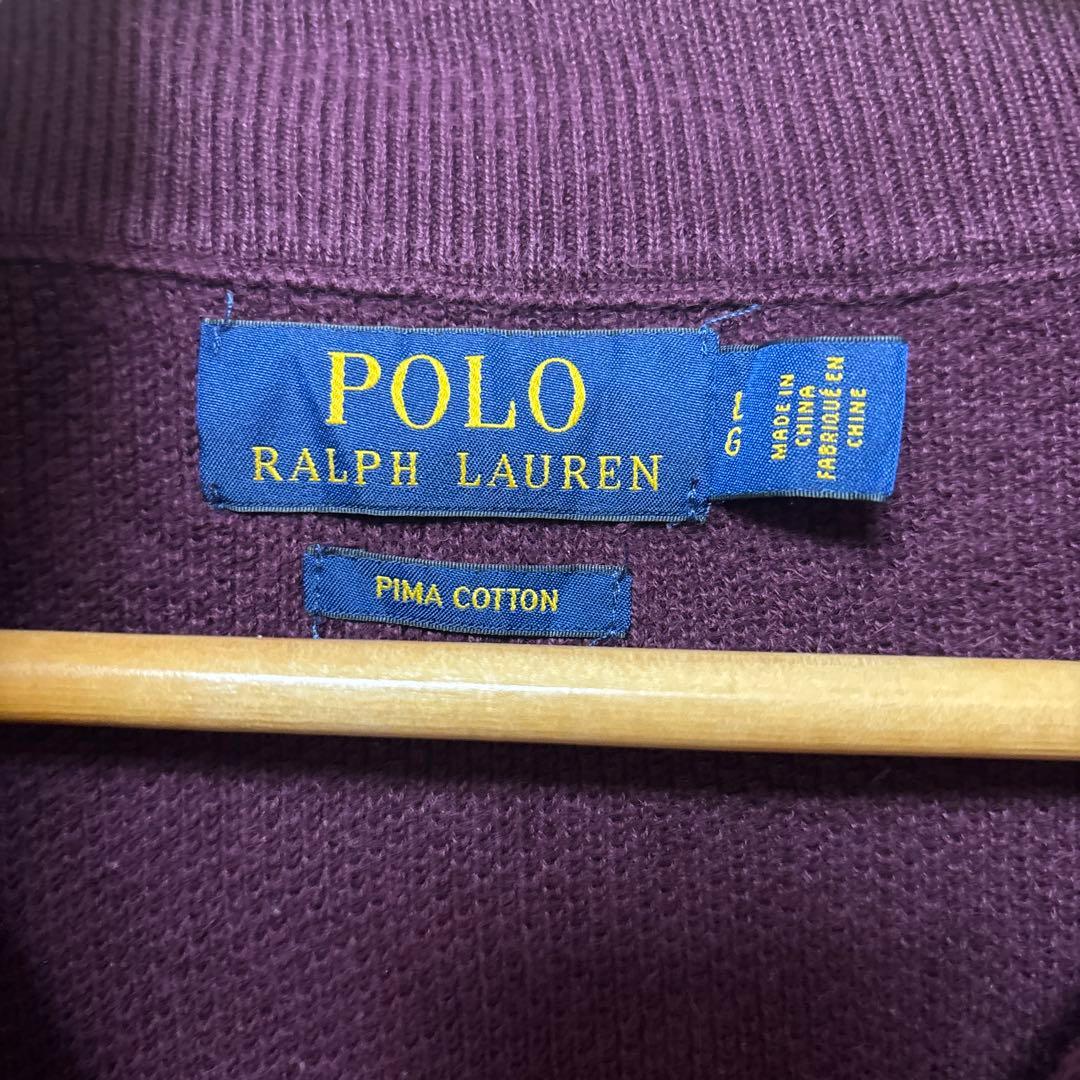 POLO
RALPH LAUREN
L
G
MADE IN
CHINA
FABRIQUÉ EN
CHINE
PIMA COTTON